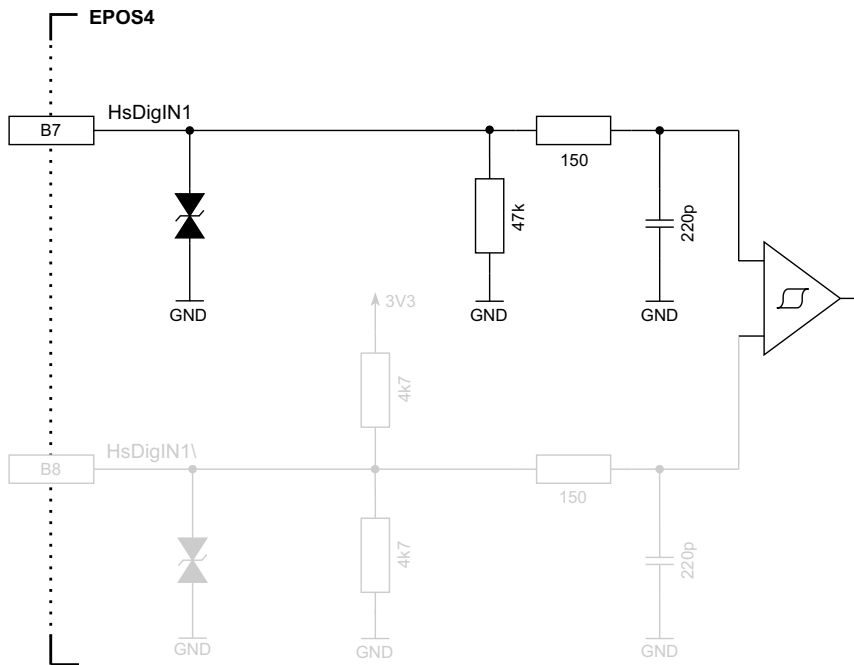 EPOS4
HsDigIN1
B7
150
47k
220p
GND
GND
GND
3V3
4k7
HsDigIN1\
B8
150
4k7
220p
GND
GND
GND